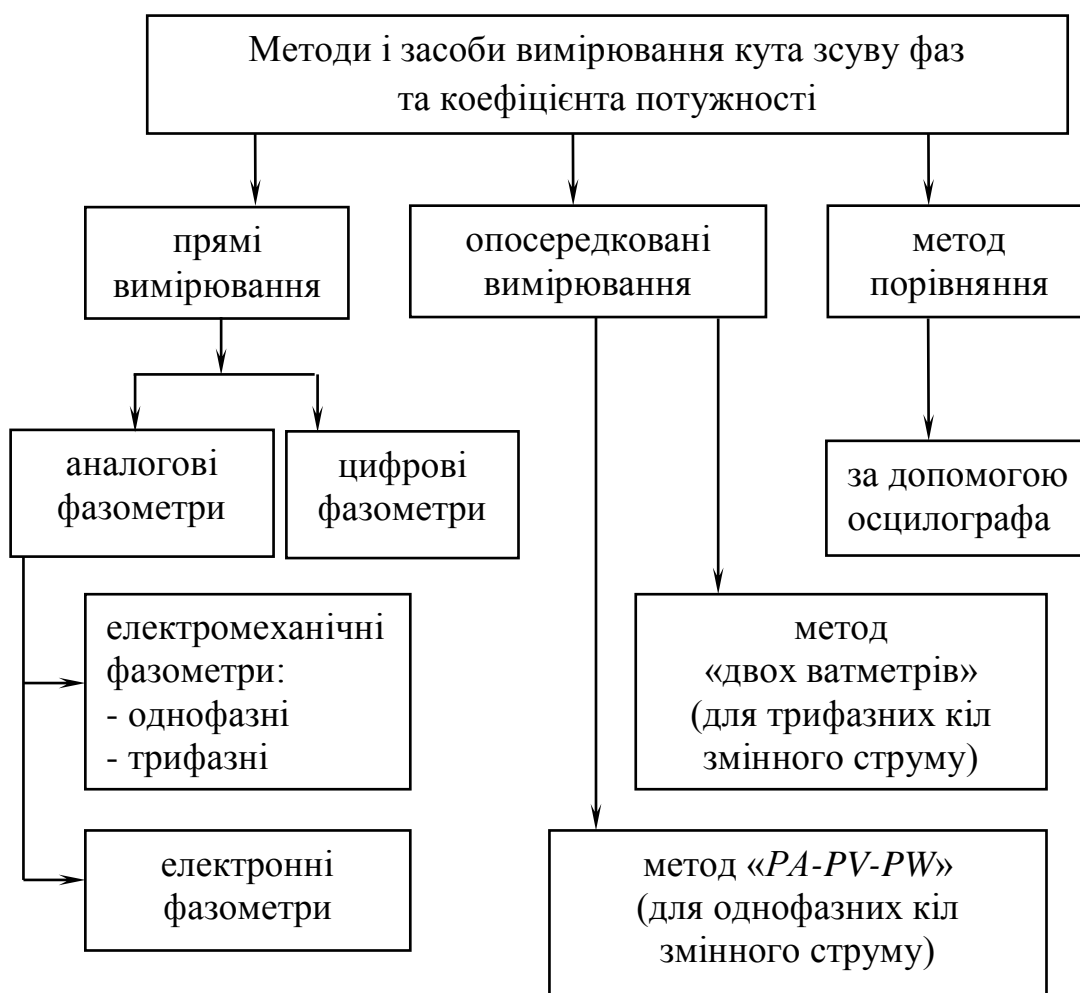 Методи і засоби вимірювання кута зсуву фаз
та коефіцієнта потужності
прямі
вимірювання
опосередковані
вимірювання
метод
порівняння
аналогові
фазометри
цифрові
фазометри
за допомогою
осцилографа
електромеханічні
фазометри:
- однофазні
- трифазні
метод
«двох ватметрів»
(для трифазних кіл
змінного струму)
електронні
фазометри
метод «PA-PV-PW»
(для однофазних кіл
змінного струму)